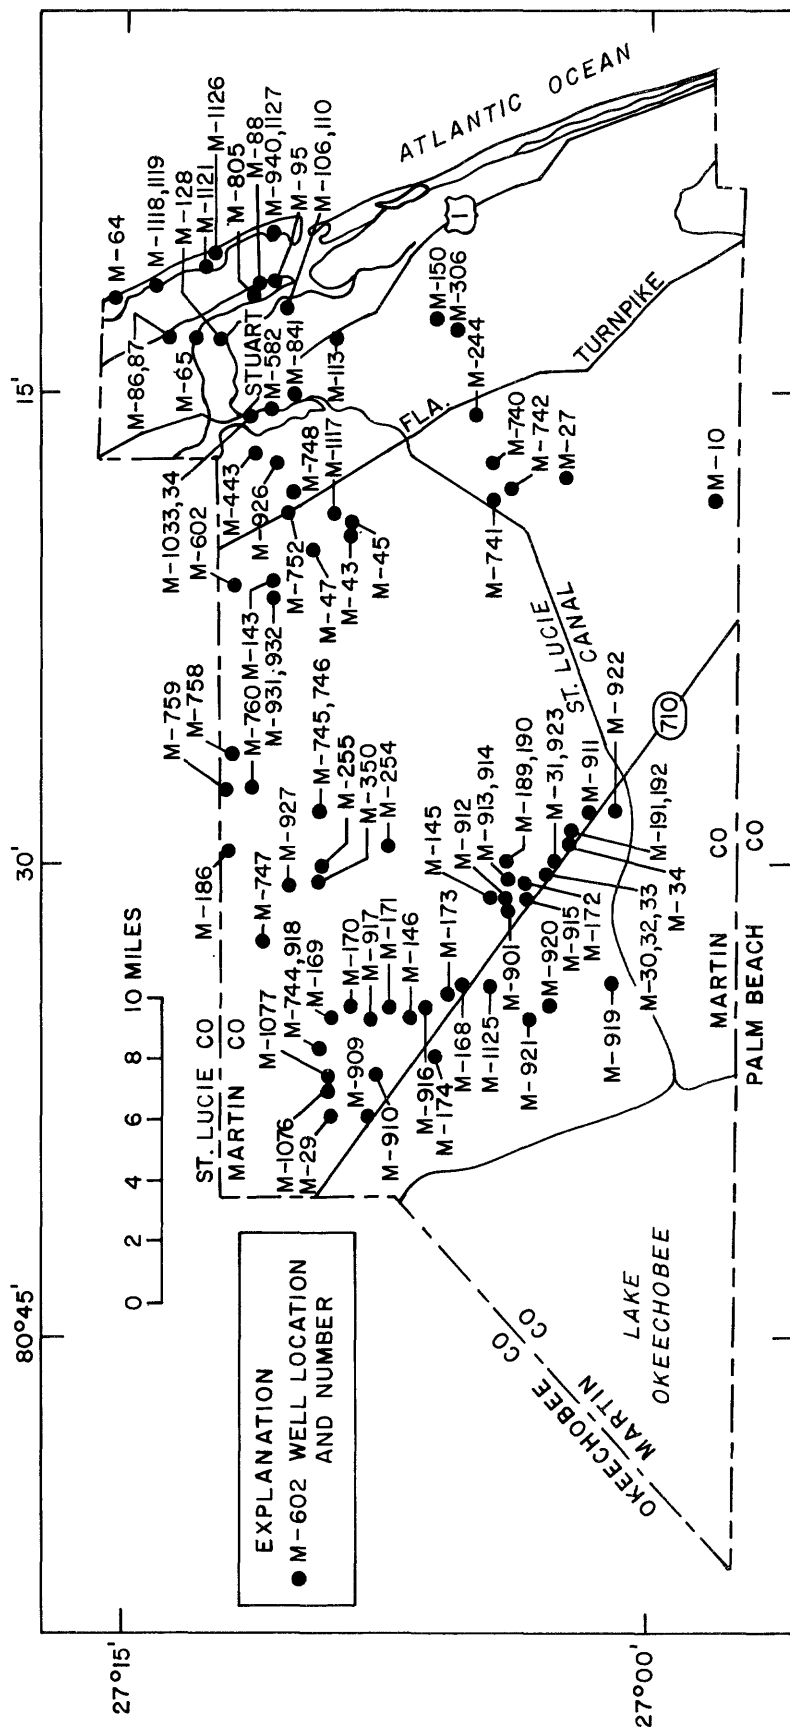 80°45'
30'
15'
27°15'
27°00'
EXPLANATION
M-602 WELL LOCATION
AND NUMBER
0 2 4 6 8 10 MILES
ST. LUCIE CO
MARTIN CO
OKEECHOBEE CO
MARTIN CO
LAKE
OKEECHOBEE
MARTIN CO
PALM BEACH CO
ATLANTIC OCEAN
FLA. TURNPIKE
ST. LUCIE
CANAL
STUART
1
710
M-64
M-1118,1119
M-128
M-1121
M-1126
M-805
M-88
M-940,1127
M-95
M-106,110
M-86,87
M-65
M-582
M-841
M-113
M-150
M-306
M-244
M-740
M-742
M-27
M-10
M-741
M-1033,34
M-602
M-443
M-926
M-748
M-1117
M-752
M-47
M-43
M-45
M-143
M-931,932
M-759
M-758
M-760
M-745,746
M-255
M-350
M-254
M-186
M-927
M-747
M-744,918
M-169
M-170
M-917
M-171
M-146
M-173
M-1077
M-1076
M-29
M-909
M-910
M-916
M-174
M-168
M-1125
M-921
M-920
M-919
M-145
M-912
M-913,914
M-189,190
M-31,923
M-911
M-922
M-191,192
M-34
M-30,32,33
M-172
M-915
M-901